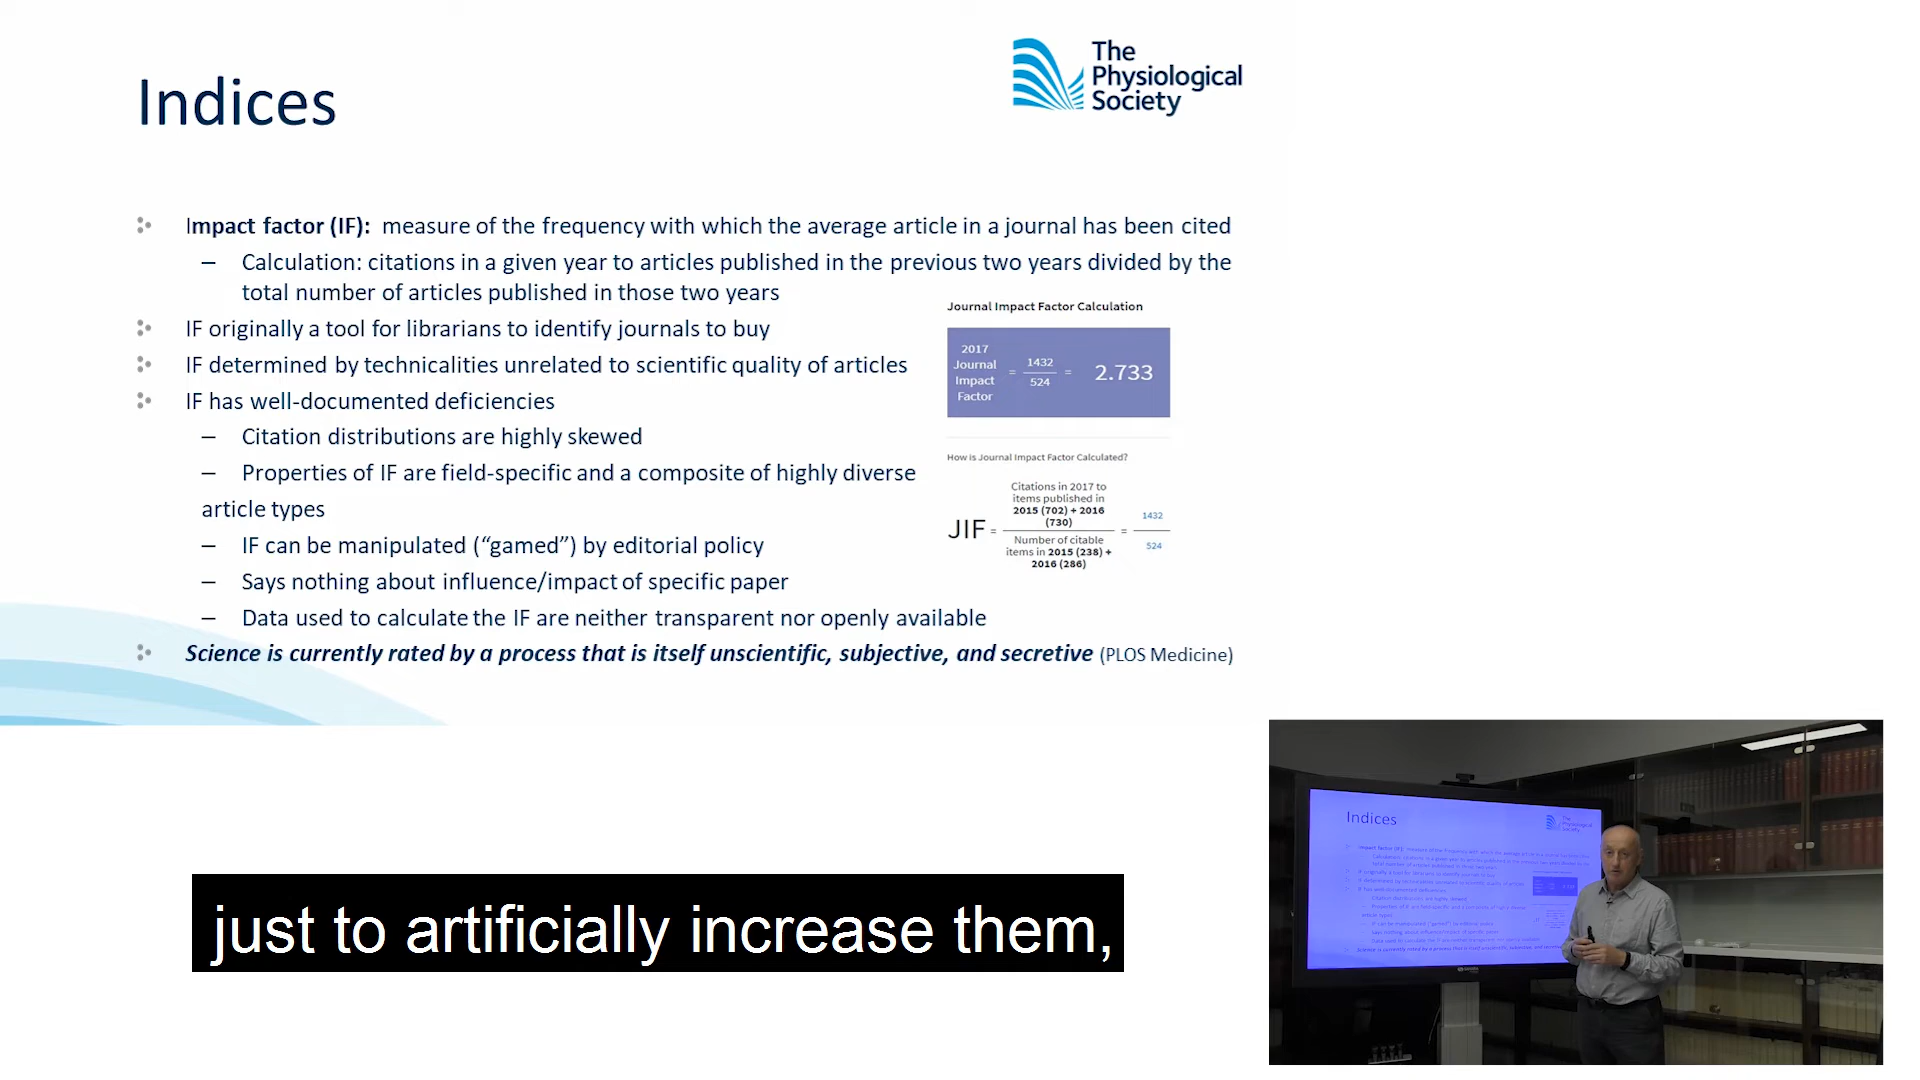 The
Physiological
Society
Indices
Impact factor (IF): measure of the frequency with which the average article in a journal has been cited
– Calculation: citations in a given year to articles published in the previous two years divided by the
total number of articles published in those two years
IF originally a tool for librarians to identify journals to buy
IF determined by technicalities unrelated to scientific quality of articles
IF has well-documented deficiencies
– Citation distributions are highly skewed
– Properties of IF are field-specific and a composite of highly diverse
article types
– IF can be manipulated (“gamed”) by editorial policy
– Says nothing about influence/impact of specific paper
– Data used to calculate the IF are neither transparent nor openly available
Science is currently rated by a process that is itself unscientific, subjective, and secretive (PLOS Medicine)
Journal Impact Factor Calculation
2017
Journal
Impact
Factor
= 1432
524
= 2.733
How is Journal Impact Factor Calculated?
JIF =
Citations in 2017 to
items published in
2015 (702) + 2016
(730)
Number of citable
items in 2015 (238) +
2016 (286)
= 1432
524
just to artificially increase them,
Indices
The
Physiological
Society